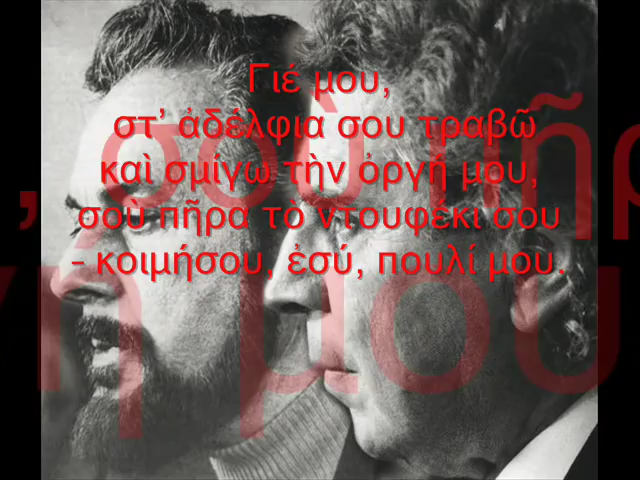 Γιέ μου,
στ’ ἀδέλφια σου τραβῶ
καὶ σμίγω τὴν ὀργή μου,
σοῦ πῆρα τὸ ντουφέκι σου
- κοιμήσου, ἐσύ, πουλί μου.